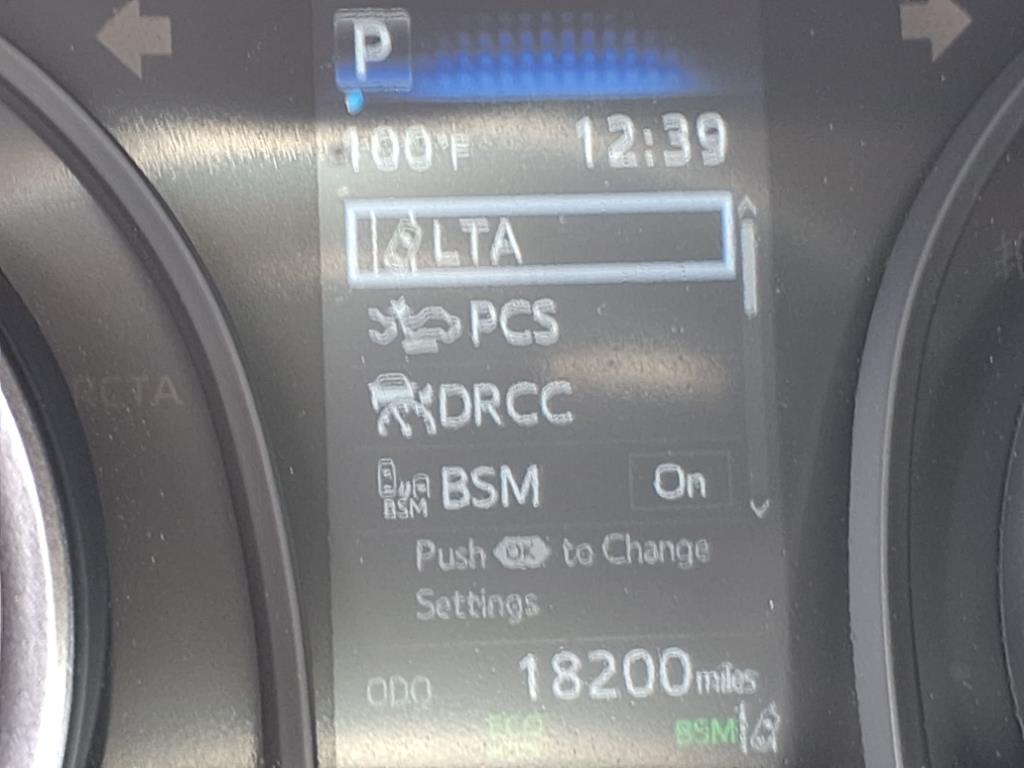 P
100°F 12:39
LTA
PCS
RCTA
DRCC
BSM BSM On
Push OK to Change
Settings
ODO 18200 miles
ECO BSM